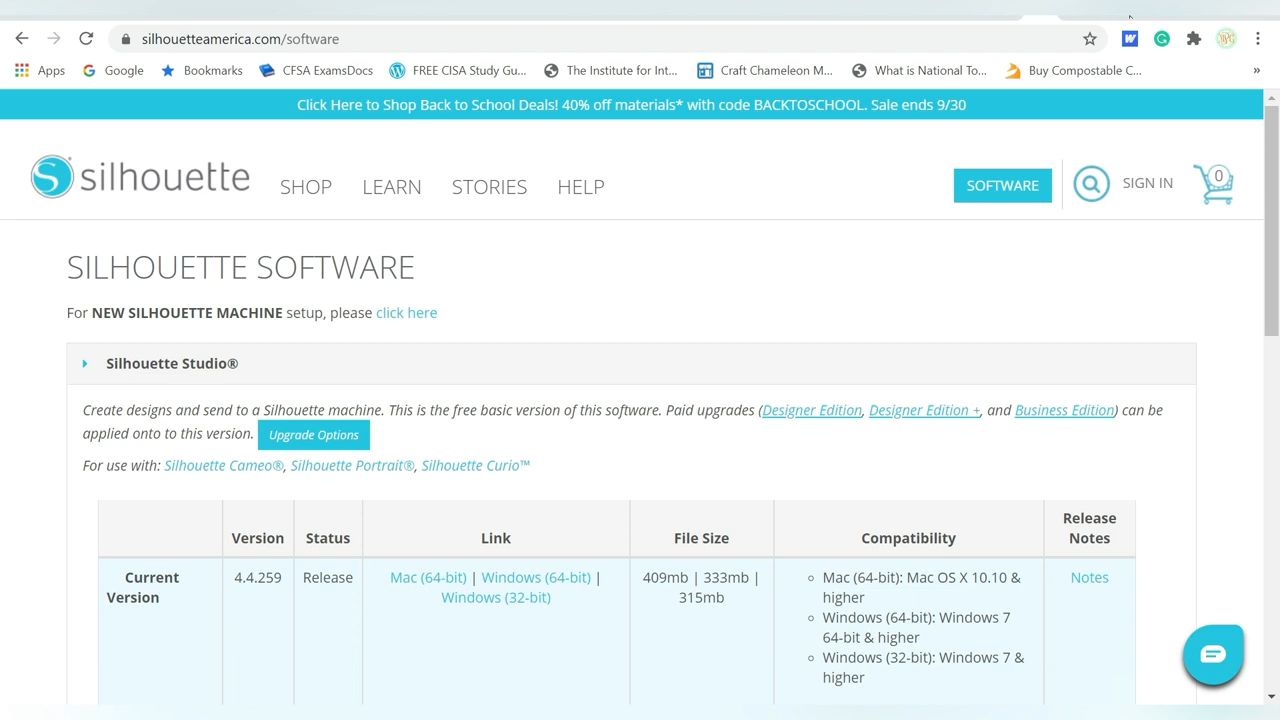 silhouetteamerica.com/software
Apps Google Bookmarks CFSA ExamsDocs FREE CISA Study Gu... The Institute for Int... Craft Chameleon M... What is National To... Buy Compostable C... »
Click Here to Shop Back to School Deals! 40% off materials* with code BACKTOSCHOOL. Sale ends 9/30
silhouette SHOP LEARN STORIES HELP SOFTWARE SIGN IN 0
SILHOUETTE SOFTWARE
For NEW SILHOUETTE MACHINE setup, please click here
Silhouette Studio®
Create designs and send to a Silhouette machine. This is the free basic version of this software. Paid upgrades (Designer Edition, Designer Edition +, and Business Edition) can be
applied onto to this version. Upgrade Options
For use with: Silhouette Cameo®, Silhouette Portrait®, Silhouette Curio™
Version Status Link File Size Compatibility Release Notes
Current Version 4.4.259 Release Mac (64-bit) | Windows (64-bit) | Windows (32-bit) 409mb | 333mb | 315mb
Mac (64-bit): Mac OS X 10.10 &
higher
Windows (64-bit): Windows 7
64-bit & higher
Windows (32-bit): Windows 7 &
higher
Notes